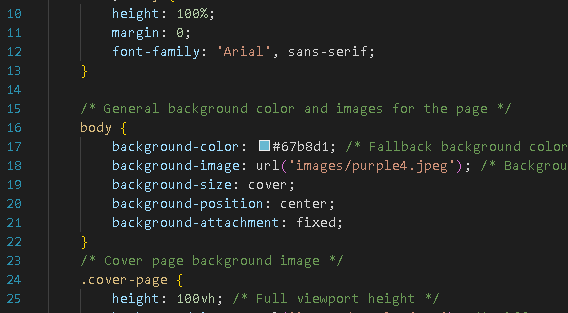 10 height: 100%;
11 margin: 0;
12 font-family: 'Arial', sans-serif;
13 }
14
15 /* General background color and images for the page */
16 body {
17 background-color: #67b8d1; /* Fallback background color
18 background-image: url('images/purple4.jpeg'); /* Backgrou
19 background-size: cover;
20 background-position: center;
21 background-attachment: fixed;
22 }
23 /* Cover page background image */
24 .cover-page {
25 height: 100vh; /* Full viewport height */